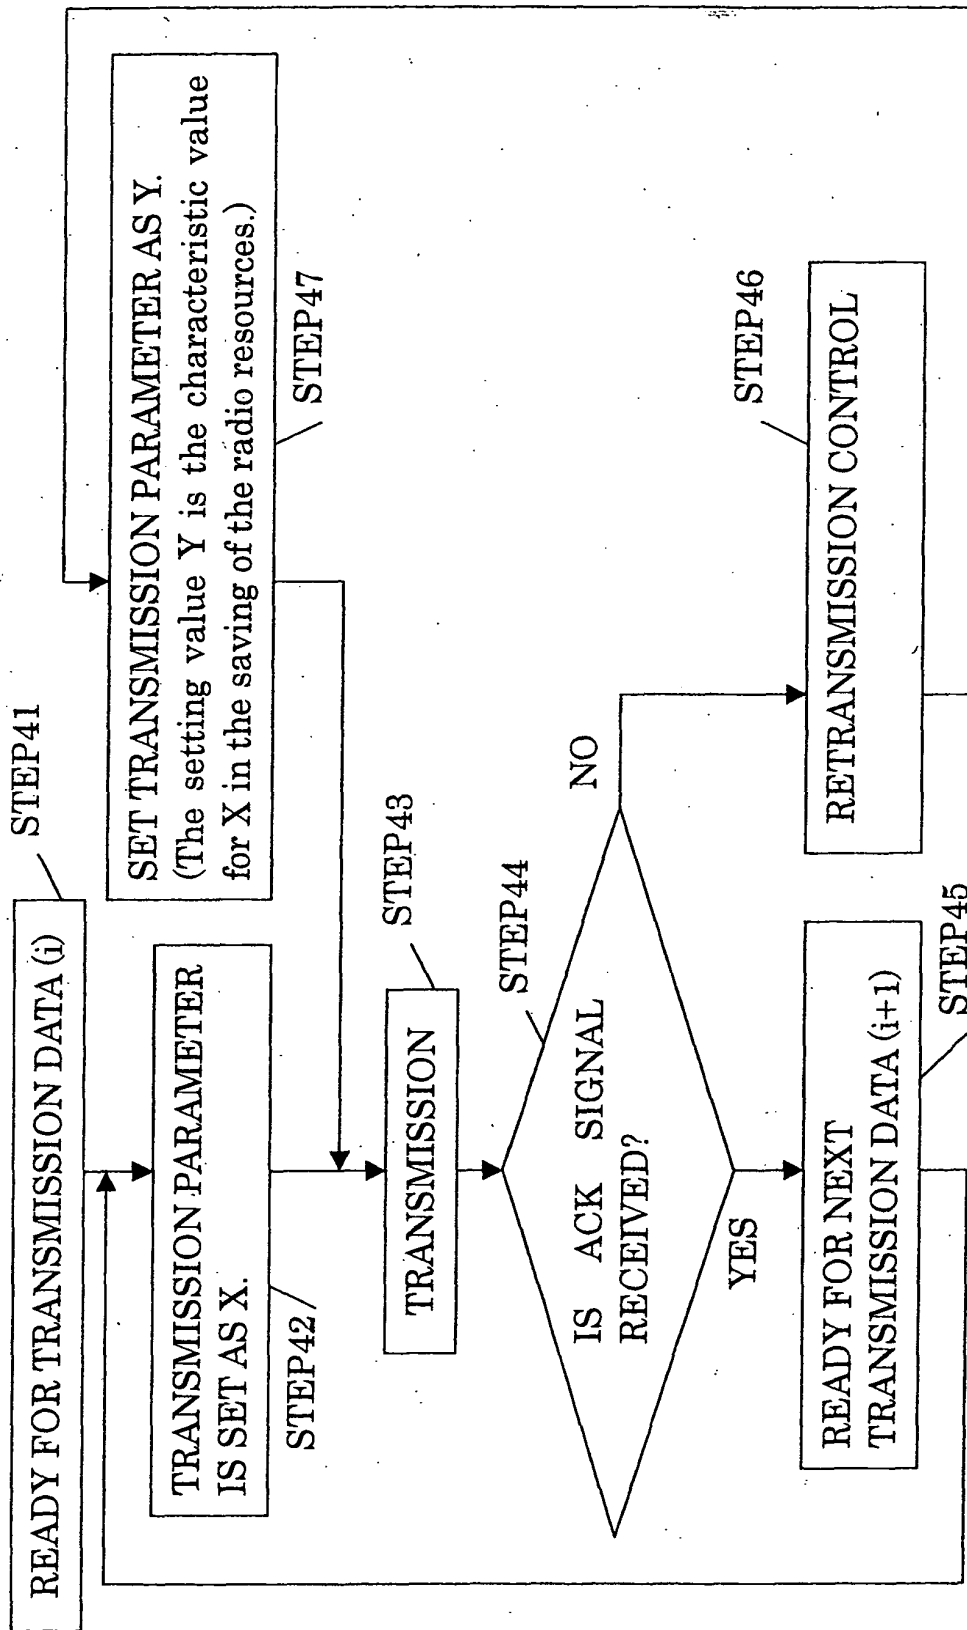 READY FOR TRANSMISSION DATA (i)
STEP41
TRANSMISSION PARAMETER
IS SET AS X.
STEP42
SET TRANSMISSION PARAMETER AS Y.
(The setting value Y is the characteristic value
for X in the saving of the radio resources.)
STEP47
TRANSMISSION
STEP43
IS ACK SIGNAL
RECEIVED?
STEP44
NO
YES
READY FOR NEXT
TRANSMISSION DATA (i+1)
STEP45
RETRANSMISSION CONTROL
STEP46